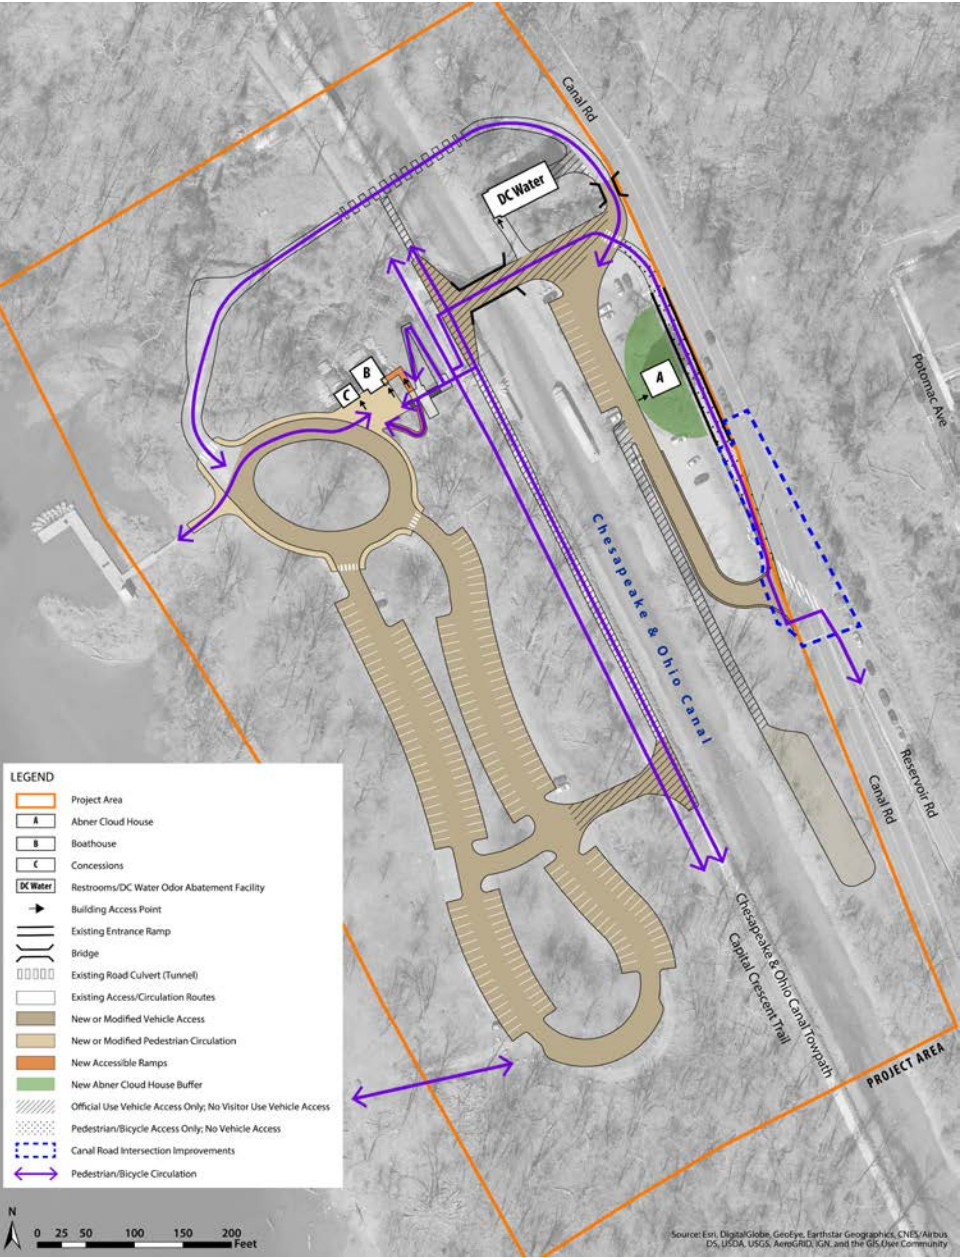 Canal Rd
DC Water
Potomac Ave
A
B
C
Chesapeake & Ohio Canal
Reservoir Rd
Canal Rd
Chesapeake & Ohio Canal Towpath
Capital Crescent Trail
PROJECT AREA
LEGEND
Project Area
A Abner Cloud House
B Boathouse
C Concessions
DC Water Restrooms/DC Water Odor Abatement Facility
Building Access Point
Existing Entrance Ramp
Bridge
Existing Road Culvert (Tunnel)
Existing Access/Circulation Routes
New or Modified Vehicle Access
New or Modified Pedestrian Circulation
New Accessible Ramps
New Abner Cloud House Buffer
Official Use Vehicle Access Only; No Visitor Use Vehicle Access
Pedestrian/Bicycle Access Only; No Vehicle Access
Canal Road Intersection Improvements
Pedestrian/Bicycle Circulation
N
0 25 50 100 150 200
Feet
Source: Esri, DigitalGlobe, GeoEye, Earthstar Geographics, CNES/Airbus
DS, USDA, USGS, AeroGRID, IGN, and the GIS User Community